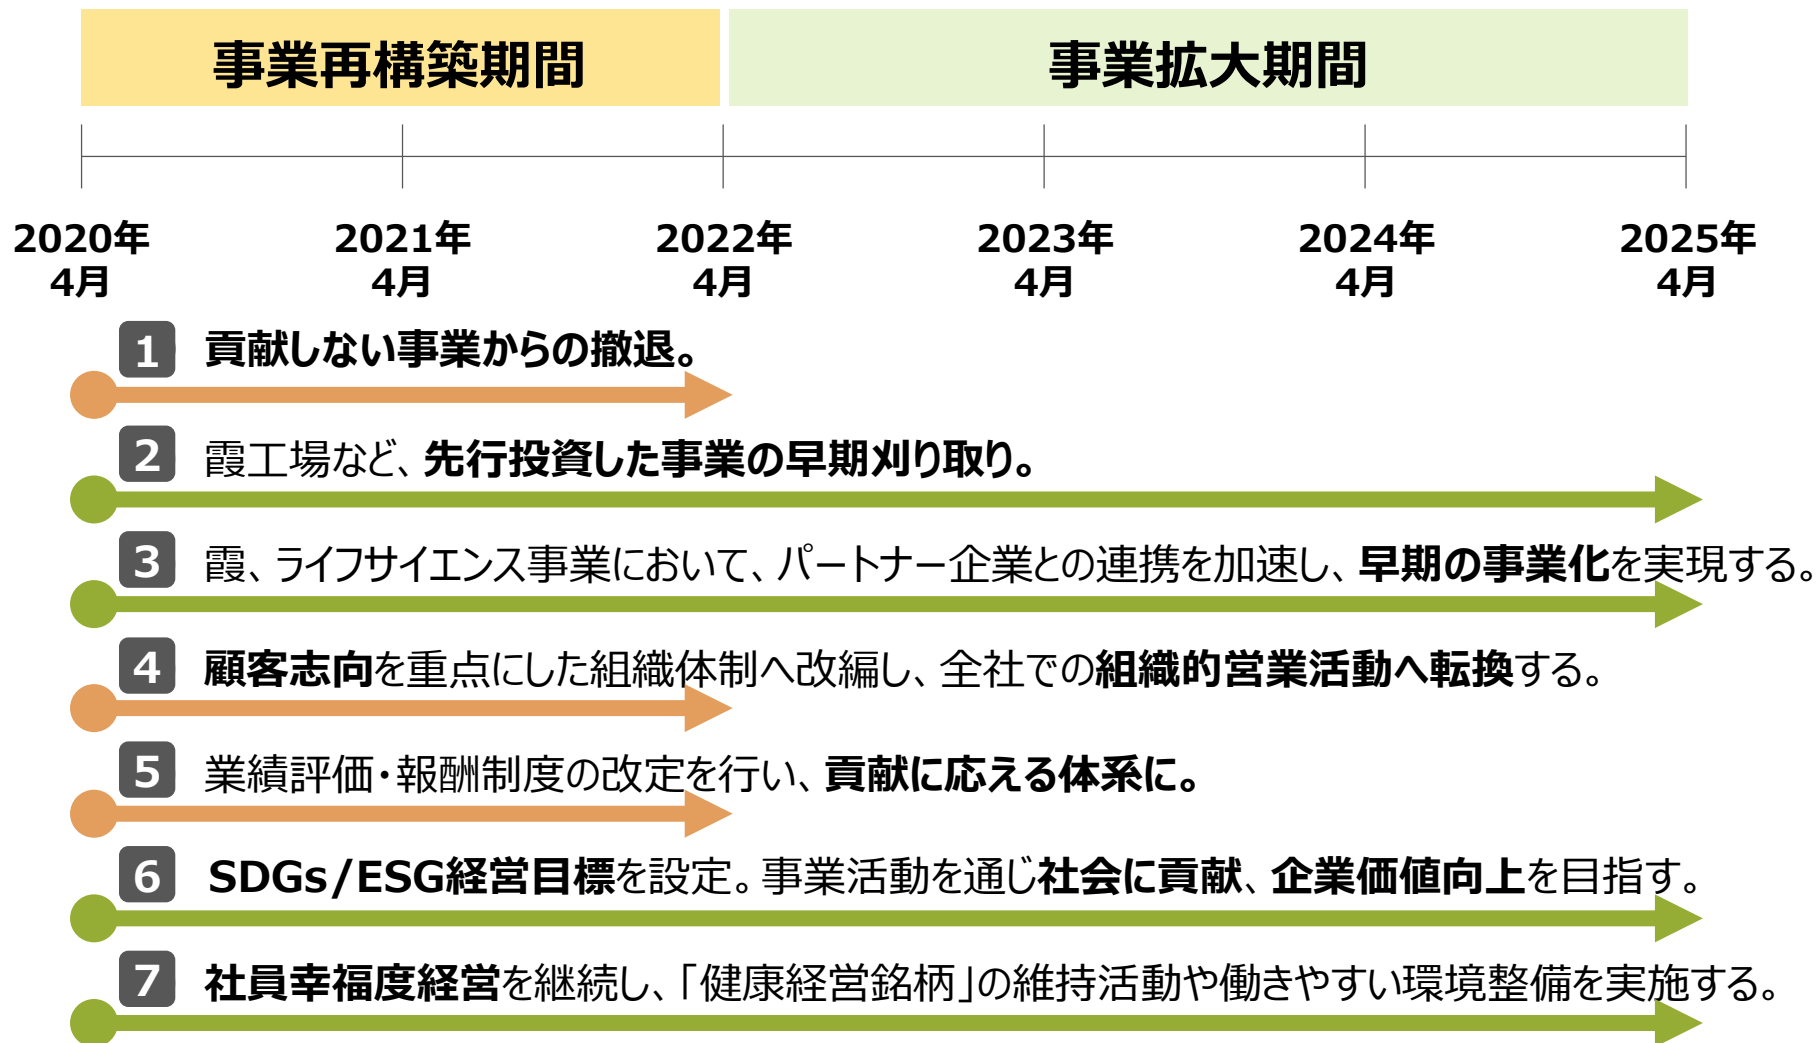 事業再構築期間 事業拡大期間
2020年 2021年 2022年 2023年 2024年 2025年
4月 4月 4月 4月 4月 4月
1 貢献しない事業からの撤退。
2 霞工場など、先行投資した事業の早期刈り取り。
3 霞、ライフサイエンス事業において、パートナー企業との連携を加速し、早期の事業化を実現する。
4 顧客志向を重点にした組織体制へ改編し、全社での組織的営業活動へ転換する。
5 業績評価・報酬制度の改定を行い、貢献に応える体系に。
6 SDGs/ESG経営目標を設定。事業活動を通じ社会に貢献、企業価値向上を目指す。
7 社員幸福度経営を継続し、「健康経営銘柄」の維持活動や働きやすい環境整備を実施する。